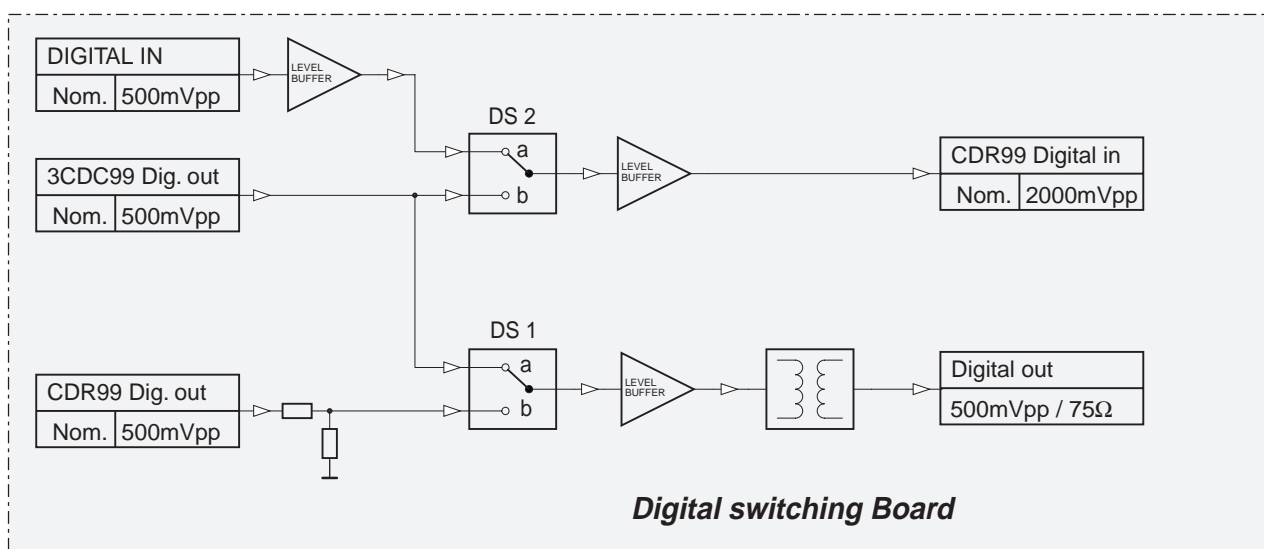 DIGITAL IN
Nom. 500mVpp
LEVEL
BUFFER
DS 2
a
b
LEVEL
BUFFER
CDR99 Digital in
Nom. 2000mVpp
3CDC99 Dig. out
Nom. 500mVpp
DS 1
a
b
LEVEL
BUFFER
Digital out
500mVpp / 75Ω
CDR99 Dig. out
Nom. 500mVpp
Digital switching Board